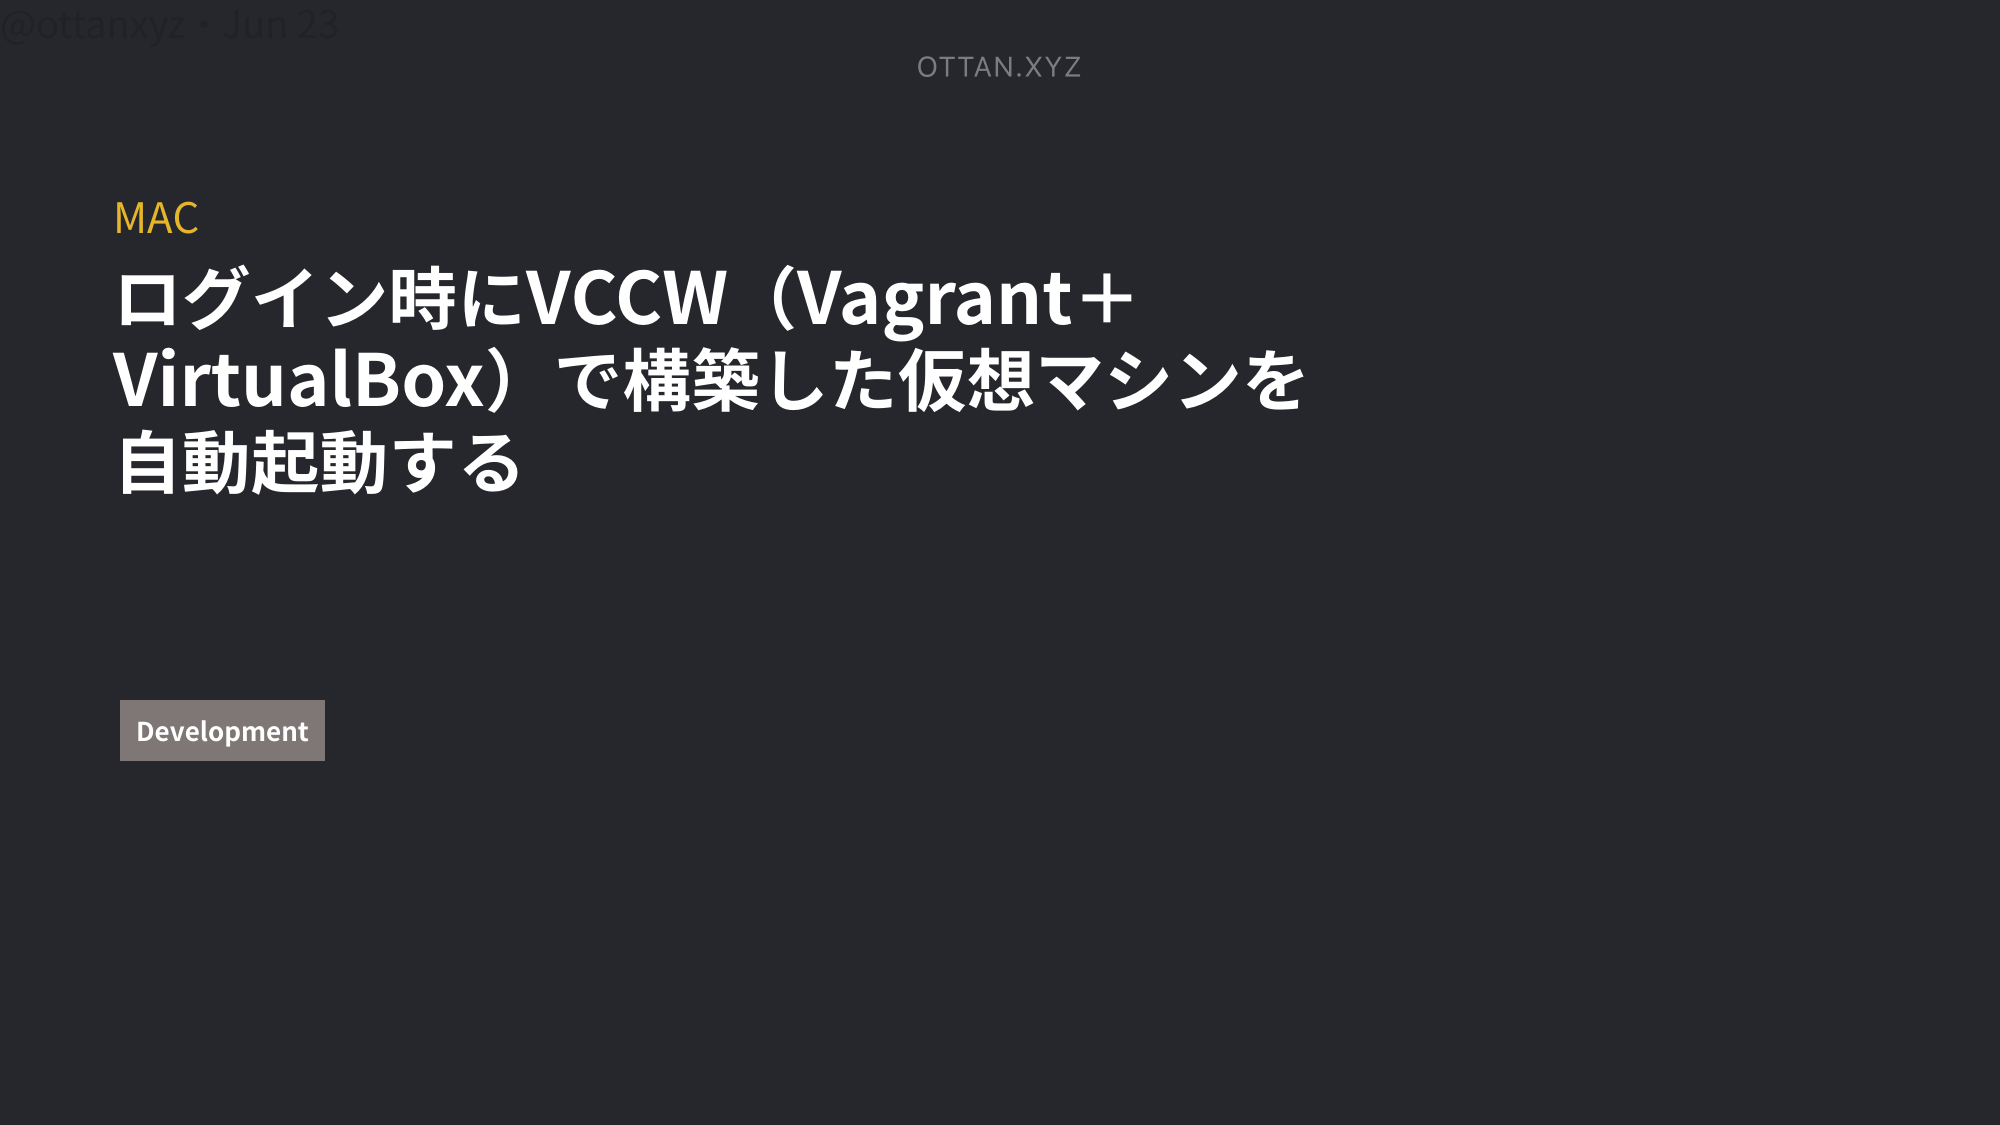 @ottanxyz・Jun 23
OTTAN.XYZ
MAC
ログイン時にVCCW（Vagrant＋
VirtualBox）で構築した仮想マシンを
自動起動する
Development